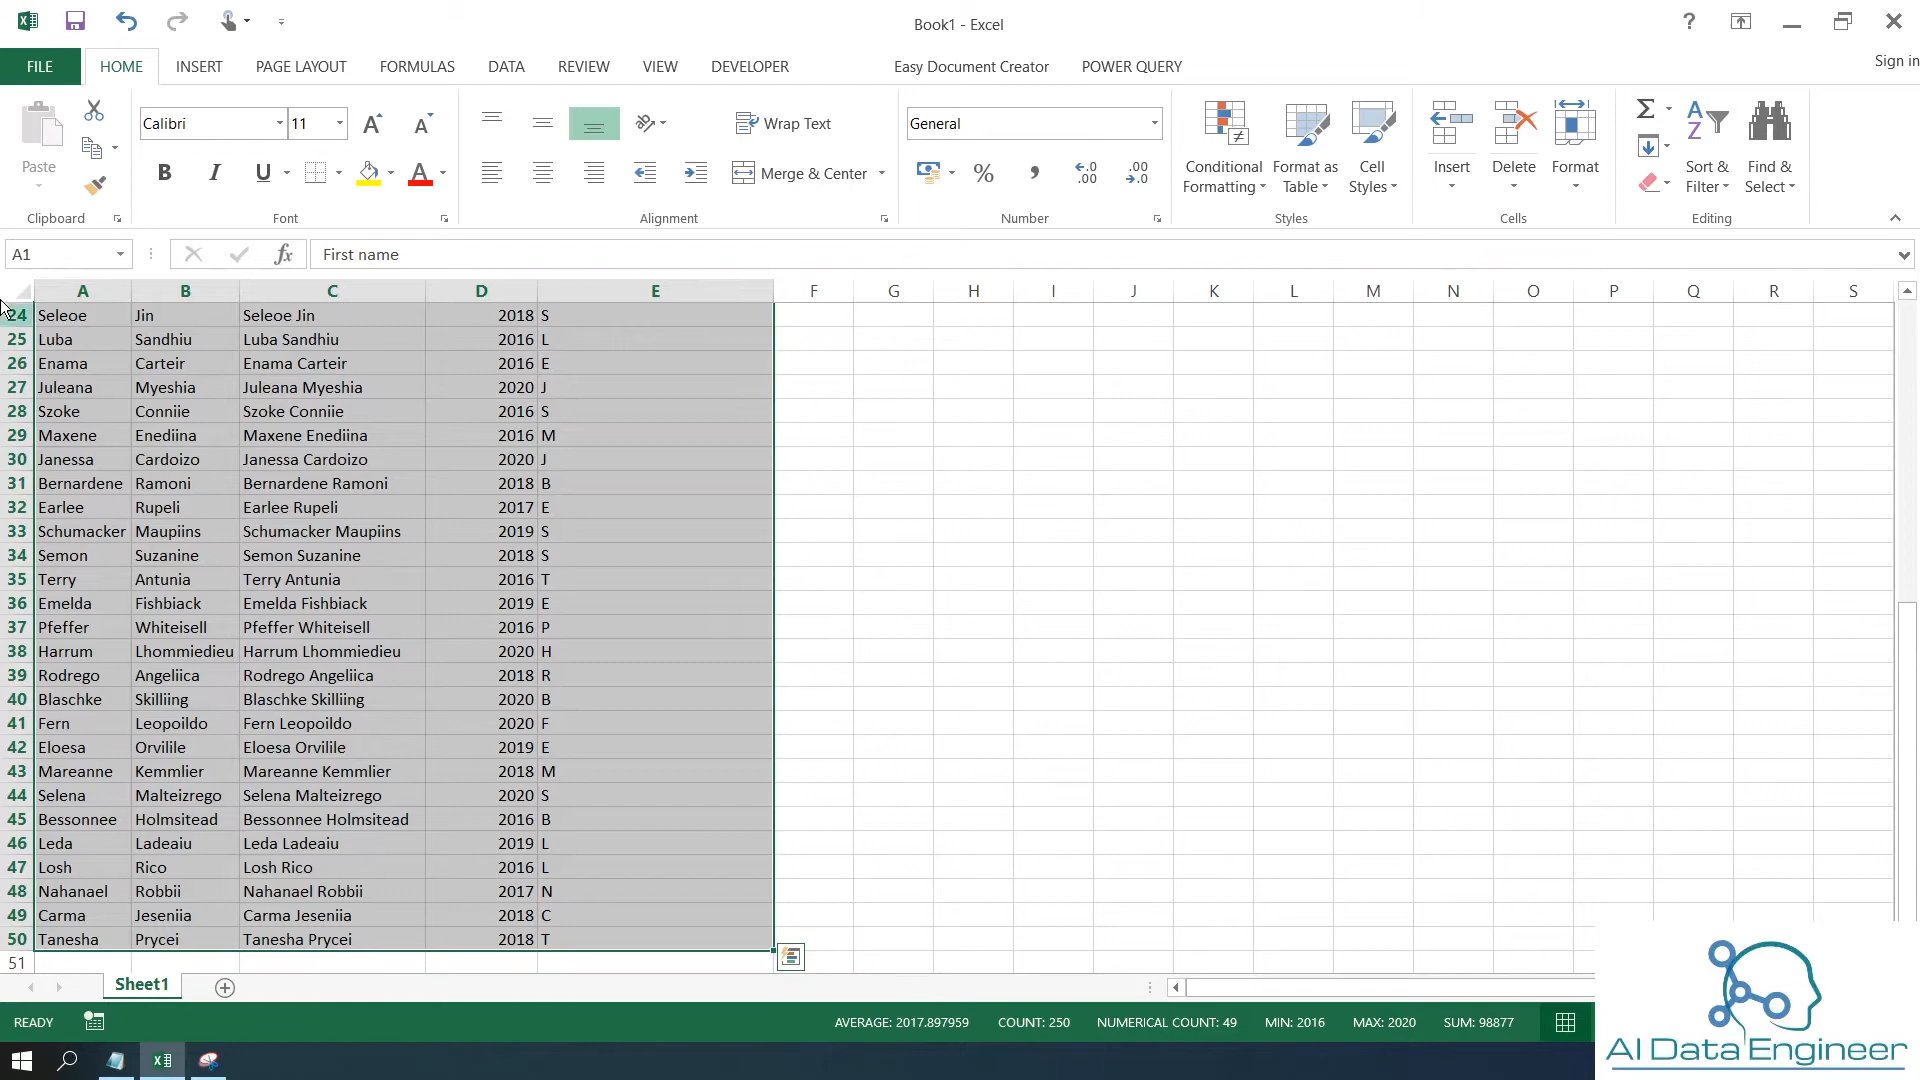 Book1 - Excel
Sign in
FILE HOME INSERT PAGE LAYOUT FORMULAS DATA REVIEW VIEW DEVELOPER Easy Document Creator POWER QUERY
Paste
Clipboard
Calibri 11
B I U
Font
Wrap Text
Merge & Center
Alignment
General
% , .0 .00 .00 .0
Number
Conditional Formatting
Format as Table
Cell Styles
Styles
Insert
Delete
Format
Cells
Sort & Filter
Find & Select
Editing
A1 fx First name
A B C D E F G H I J K L M N O P Q R S
24 Seleoe Jin Seleoe Jin 2018 S
25 Luba Sandhiu Luba Sandhiu 2016 L
26 Enama Carteir Enama Carteir 2016 E
27 Juleana Myeshia Juleana Myeshia 2020 J
28 Szoke Conniie Szoke Conniie 2016 S
29 Maxene Enediina Maxene Enediina 2016 M
30 Janessa Cardoizo Janessa Cardoizo 2020 J
31 Bernardene Ramoni Bernardene Ramoni 2018 B
32 Earlee Rupeli Earlee Rupeli 2017 E
33 Schumacker Maupiins Schumacker Maupiins 2019 S
34 Semon Suzanine Semon Suzanine 2018 S
35 Terry Antunia Terry Antunia 2016 T
36 Emelda Fishbiack Emelda Fishbiack 2019 E
37 Pfeffer Whiteisell Pfeffer Whiteisell 2016 P
38 Harrum Lhommiedieu Harrum Lhommiedieu 2020 H
39 Rodrego Angeliica Rodrego Angeliica 2018 R
40 Blaschke Skilliing Blaschke Skilliing 2020 B
41 Fern Leopoildo Fern Leopoildo 2020 F
42 Eloesa Orvilile Eloesa Orvilile 2019 E
43 Mareanne Kemmlier Mareanne Kemmlier 2018 M
44 Selena Malteizrego Selena Malteizrego 2020 S
45 Bessonnee Holmsitead Bessonnee Holmsitead 2016 B
46 Leda Ladeaiu Leda Ladeaiu 2019 L
47 Losh Rico Losh Rico 2016 L
48 Nahanael Robbii Nahanael Robbii 2017 N
49 Carma Jeseniia Carma Jeseniia 2018 C
50 Tanesha Prycei Tanesha Prycei 2018 T
51
Sheet1
READY AVERAGE: 2017.897959 COUNT: 250 NUMERICAL COUNT: 49 MIN: 2016 MAX: 2020 SUM: 98877
AI Data Engineer